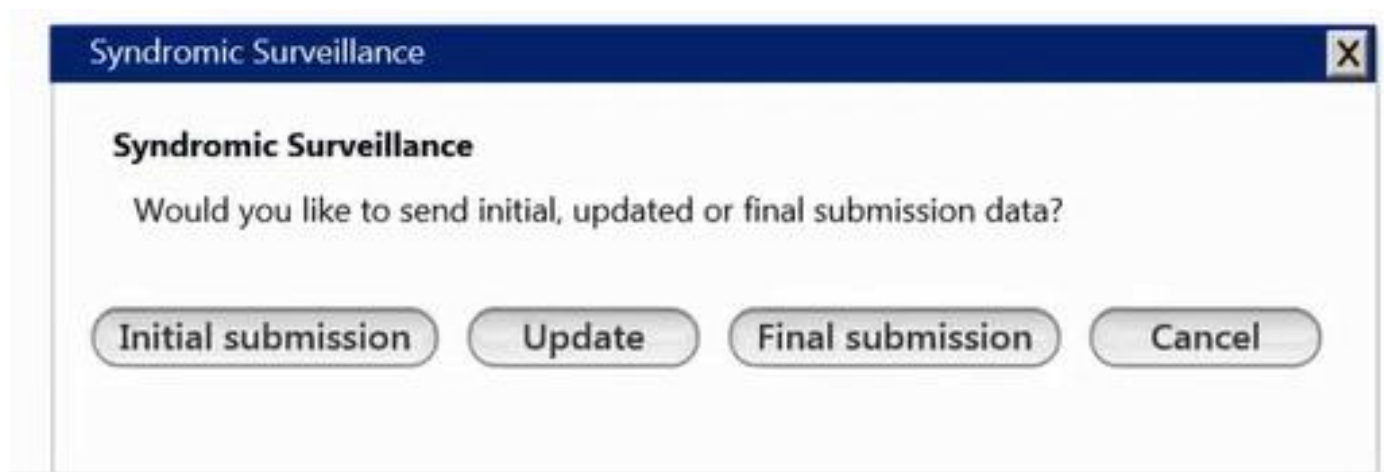 Syndromic Surveillance X
Syndromic Surveillance
Would you like to send initial, updated or final submission data?
Initial submission Update Final submission Cancel